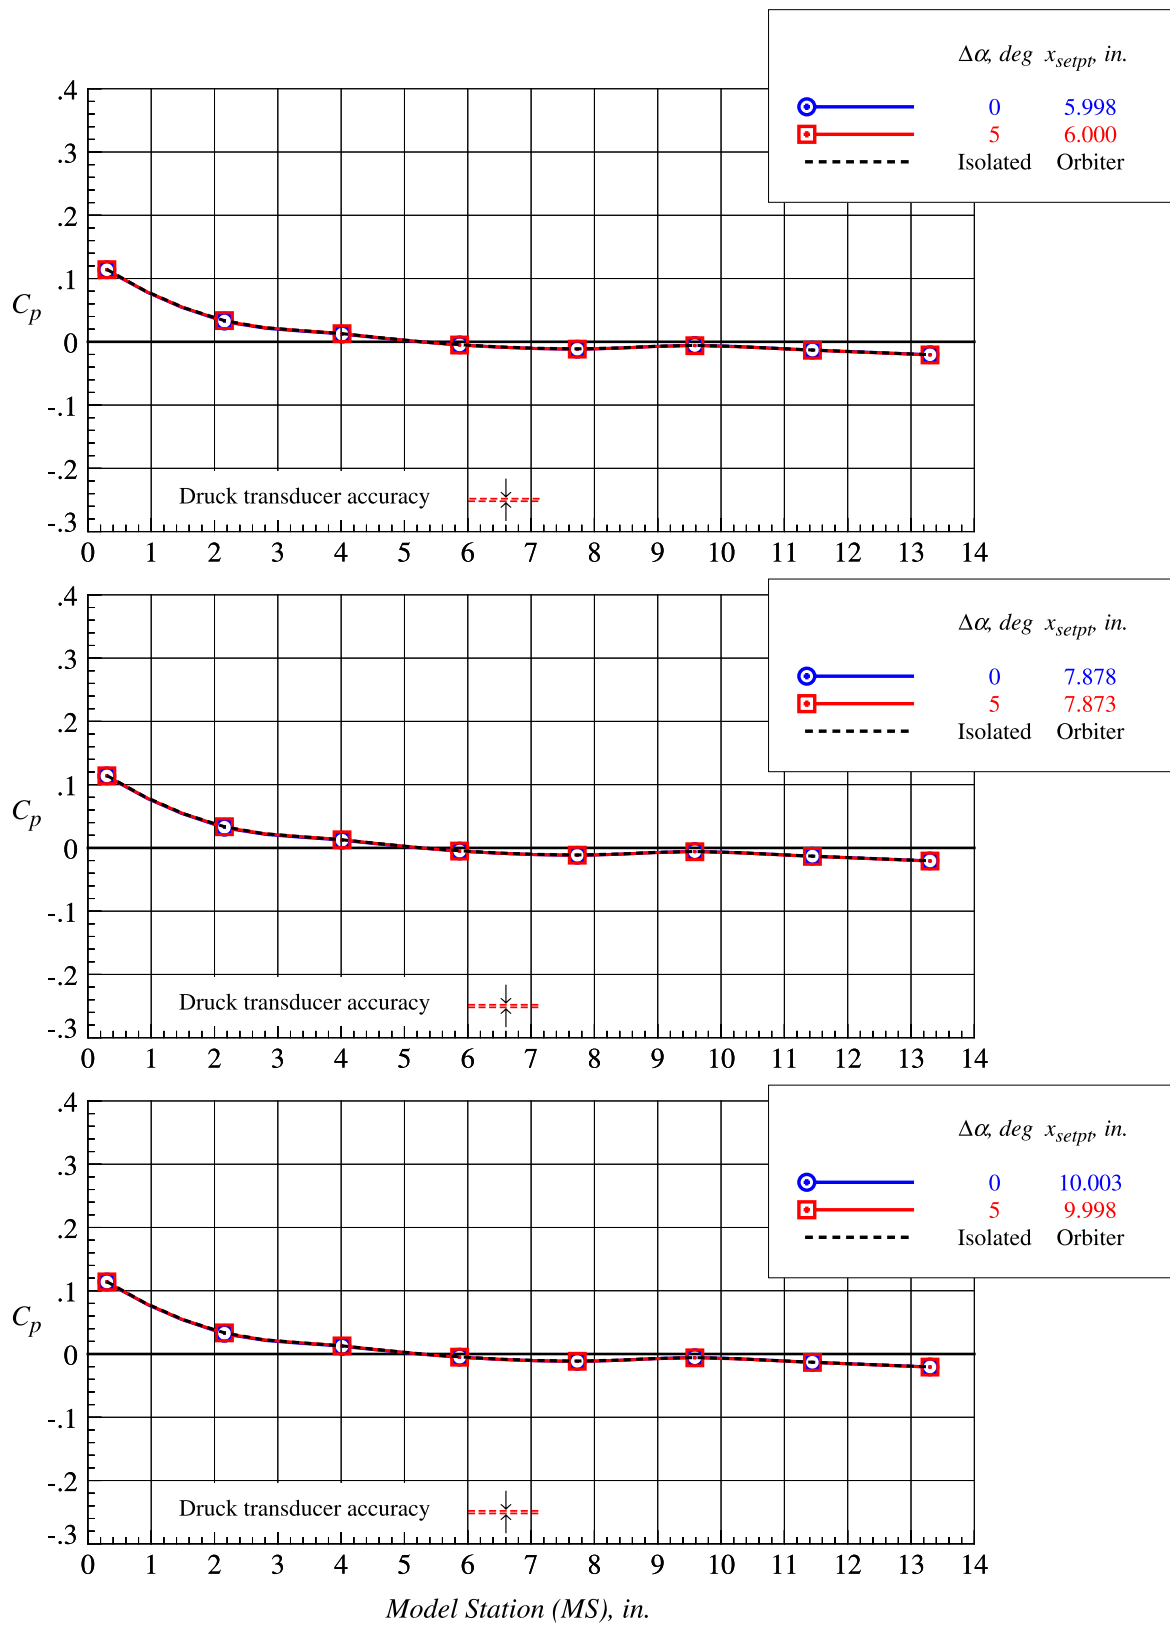 Δα, deg x_setpt, in.
0 5.998
5 6.000
Isolated Orbiter
.4
.3
.2
.1
C_p
0
-.1
-.2
Druck transducer accuracy
-.3
0 1 2 3 4 5 6 7 8 9 10 11 12 13 14
Δα, deg x_setpt, in.
0 7.878
5 7.873
Isolated Orbiter
.4
.3
.2
.1
C_p
0
-.1
-.2
Druck transducer accuracy
-.3
0 1 2 3 4 5 6 7 8 9 10 11 12 13 14
Δα, deg x_setpt, in.
0 10.003
5 9.998
Isolated Orbiter
.4
.3
.2
.1
C_p
0
-.1
-.2
Druck transducer accuracy
-.3
0 1 2 3 4 5 6 7 8 9 10 11 12 13 14
Model Station (MS), in.